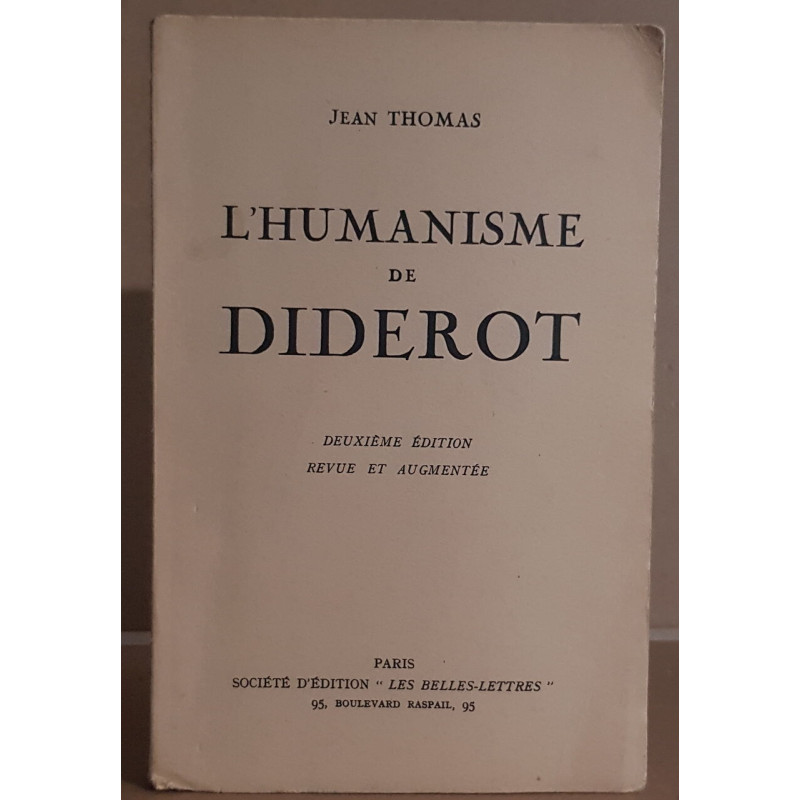 JEAN THOMAS
L'HUMANISME
DE
DIDEROT
DEUXIÈME ÉDITION
REVUE ET AUGMENTÉE
PARIS
SOCIÉTÉ D'ÉDITION " LES BELLES-LETTRES "
95, BOULEVARD RASPAIL, 95